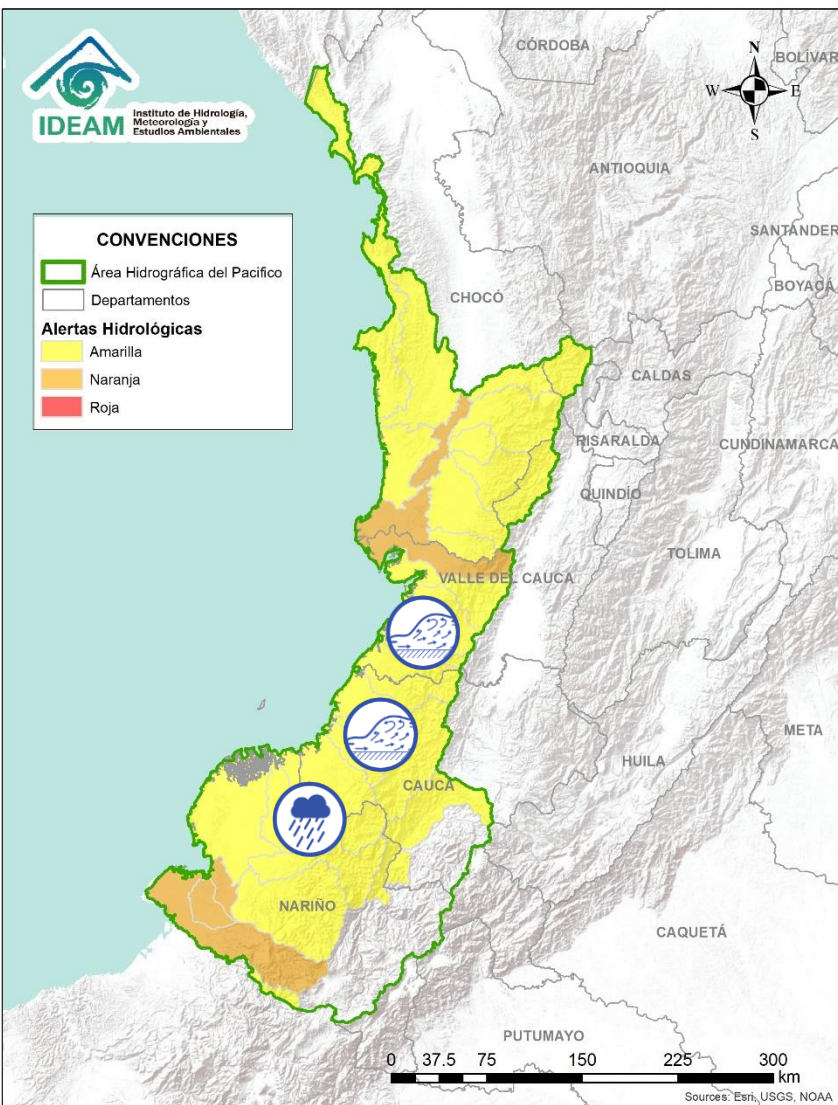 IDEAM
Instituto de Hidrología,
Meteorología y
Estudios Ambientales
N
W
E
S
CONVENCIONES
Área Hidrográfica del Pacifico
Departamentos
Alertas Hidrológicas
Amarilla
Naranja
Roja
CÓRDOBA
BOLÍVAR
ANTIOQUIA
SANTANDER
BOYACÁ
CHOCÓ
CALDAS
RISARALDA
CUNDINAMARCA
QUINDÍO
TOLIMA
VALLE DEL CAUCA
META
HUILA
CAUCA
NARIÑO
CAQUETÁ
PUTUMAYO
0 37.5 75 150 225 300
km
Sources: Esri, USGS, NOAA